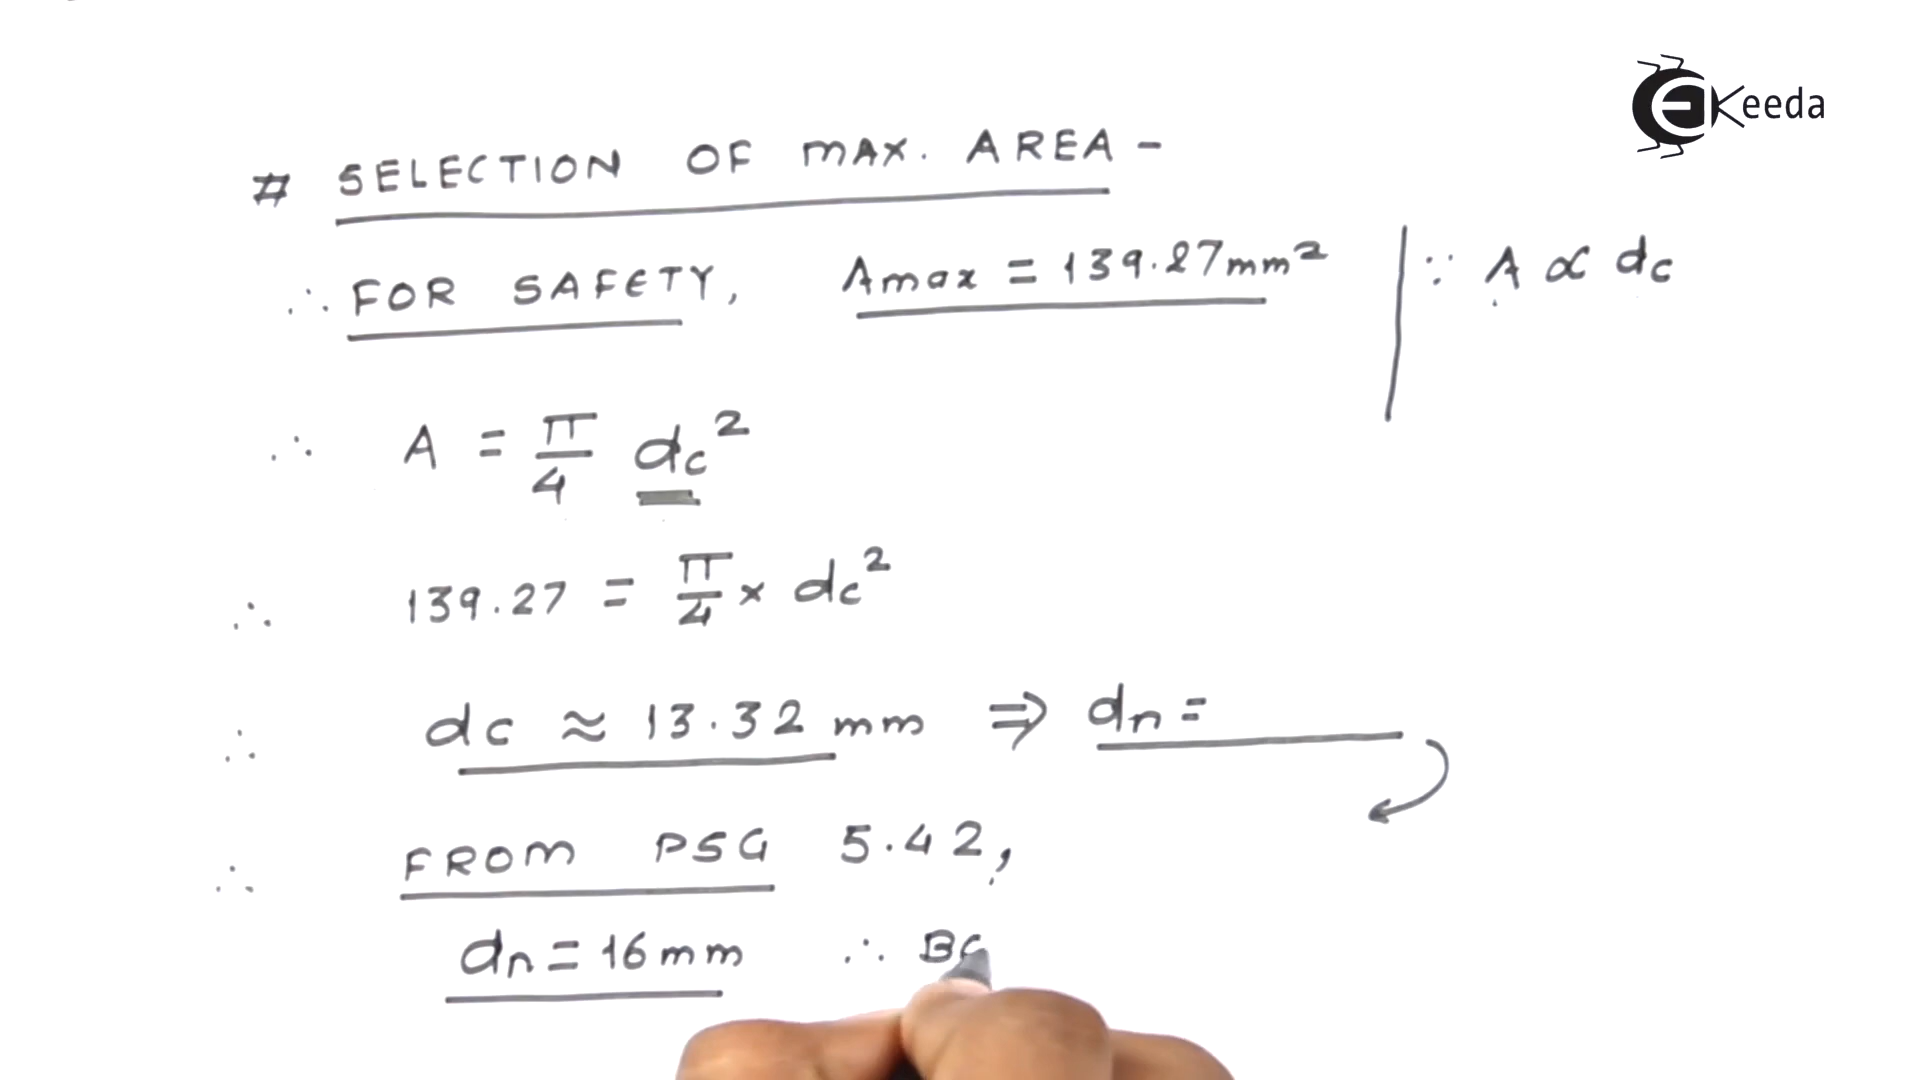 EKeeda
# SELECTION OF MAX. AREA -
∴ FOR SAFETY, Amax = 139.27mm² | ∵ A ∝ dc
∴ A = π/4 dc²
∴ 139.27 = π/4 × dc²
∴ dc ≈ 13.32 mm ⇒ dn =
∴ FROM PSG 5.42,
dn = 16mm ∴